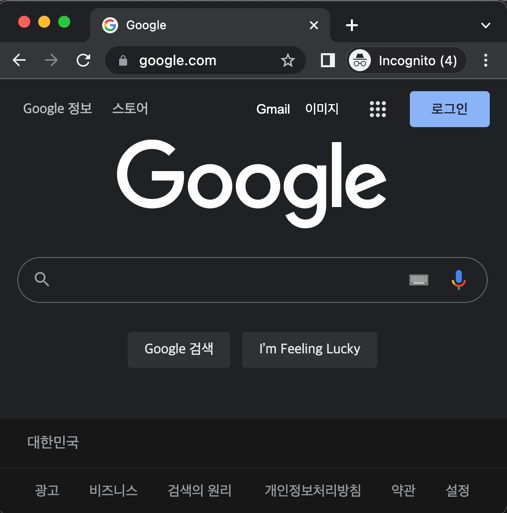 Google
google.com
Incognito (4)
Google 정보 스토어 Gmail 이미지 로그인
Google
Google 검색 I'm Feeling Lucky
대한민국
광고 비즈니스 검색의 원리 개인정보처리방침 약관 설정